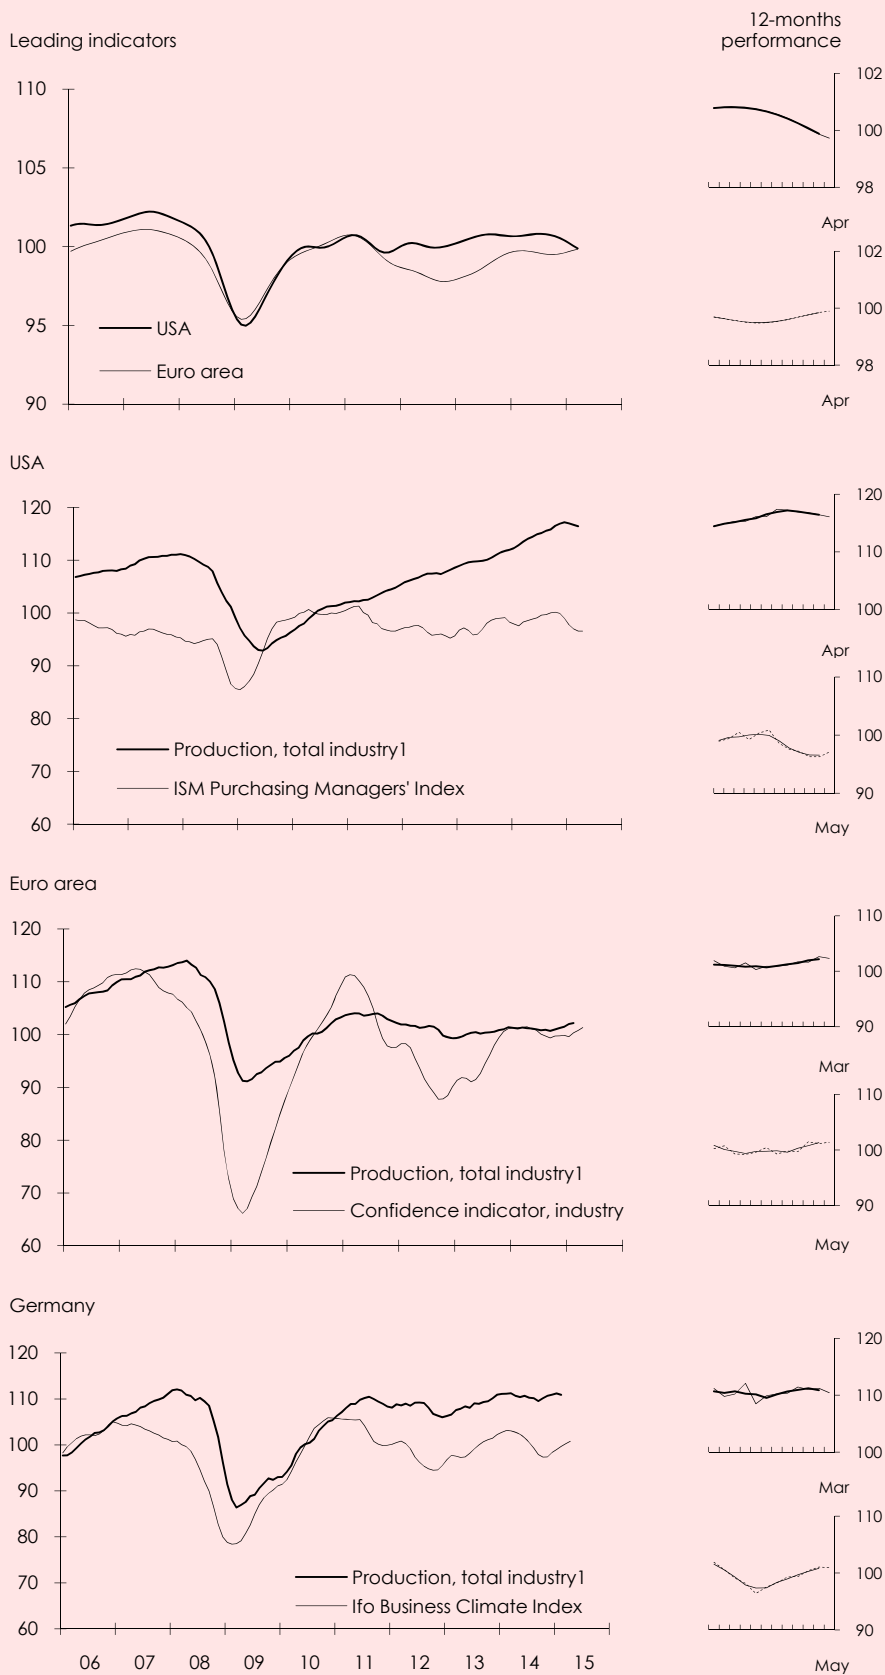 12-months
performance
Leading indicators
110
105
100
95
90
USA
Euro area
102
100
98
Apr
102
100
98
Apr
USA
120
110
100
90
80
70
60
Production, total industry1
ISM Purchasing Managers' Index
120
110
100
Apr
110
100
90
May
Euro area
120
110
100
90
80
70
60
Production, total industry1
Confidence indicator, industry
110
100
90
Mar
110
100
90
May
Germany
120
110
100
90
80
70
60
Production, total industry1
Ifo Business Climate Index
06 07 08 09 10 11 12 13 14 15
120
110
100
Mar
110
100
90
May